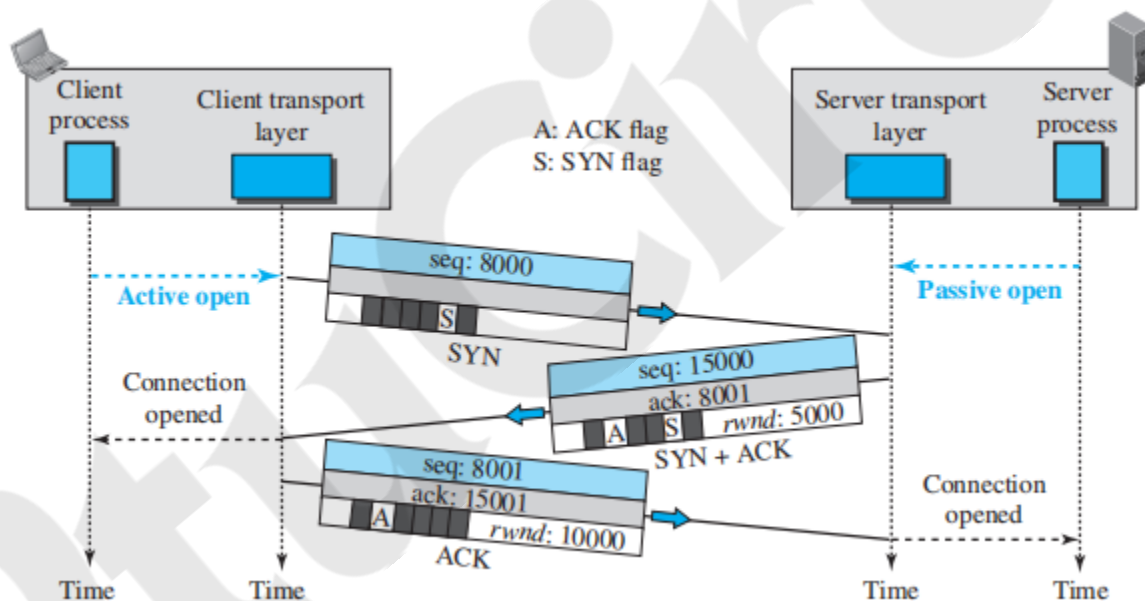 Client
process
Client transport
layer
A: ACK flag
S: SYN flag
Server transport
layer
Server
process
seq: 8000
S
SYN
Active open
Passive open
seq: 15000
ack: 8001
A S rwnd: 5000
SYN + ACK
Connection
opened
seq: 8001
ack: 15001
A rwnd: 10000
ACK
Connection
opened
Time
Time
Time
Time